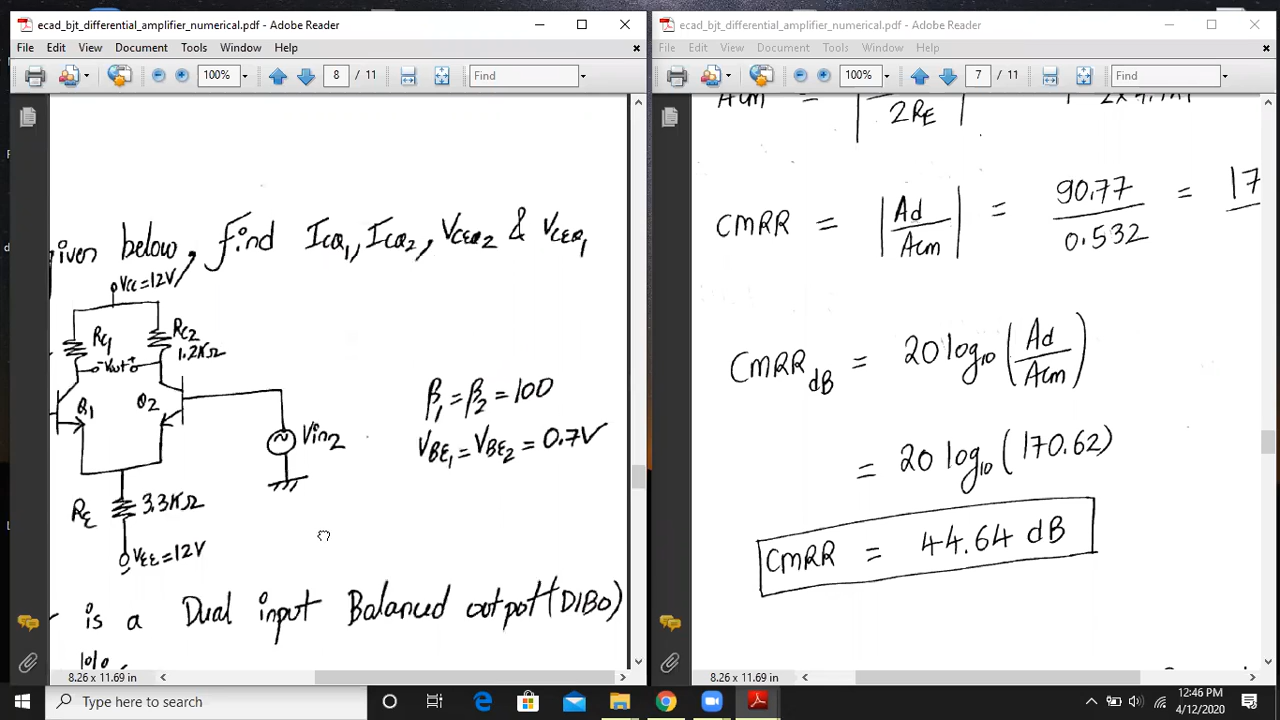 ecad_bjt_differential_amplifier_numerical.pdf - Adobe Reader
File Edit View Document Tools Window Help
8 / 11 100% Find
iven below, find ICQ1, ICQ2, VCEQ2 & VCEQ1
VCC=12V
RC1 RC2
1.2KΩ
-Vout+
Q1 Q2
Vin2
β1 = β2 = 100
VBE1 = VBE2 = 0.7V
RE 3.3KΩ
VEE=12V
is a Dual input Balanced output (DIBO)
8.26 x 11.69 in
ecad_bjt_differential_amplifier_numerical.pdf - Adobe Reader
File Edit View Document Tools Window Help
7 / 11 100% Find
Acm =
2RE
CMRR = |Ad/Acm| = 90.77/0.532 = 17
CMRR dB = 20 log10 (Ad/Acm)
= 20 log10 (170.62)
CMRR = 44.64 dB
8.26 x 11.69 in
Type here to search
12:46 PM
4/12/2020